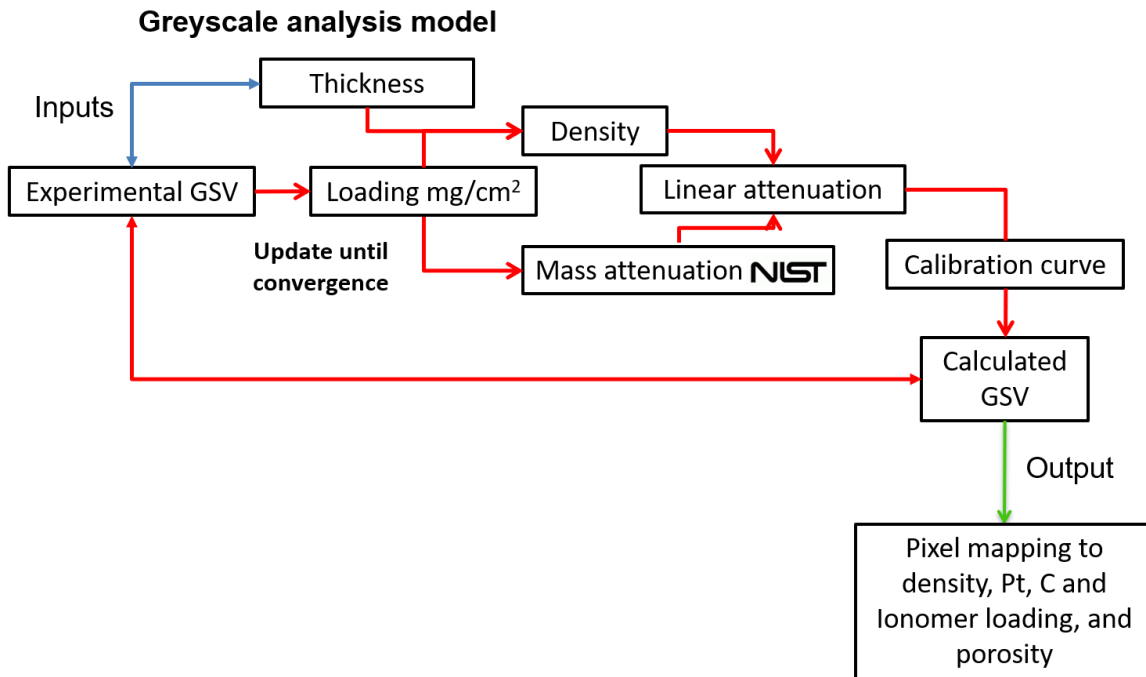 Greyscale analysis model
Thickness
Inputs
Density
Experimental GSV
Loading mg/cm²
Linear attenuation
Update until
convergence
Mass attenuation NIST
Calibration curve
Calculated
GSV
Output
Pixel mapping to
density, Pt, C and
Ionomer loading, and
porosity